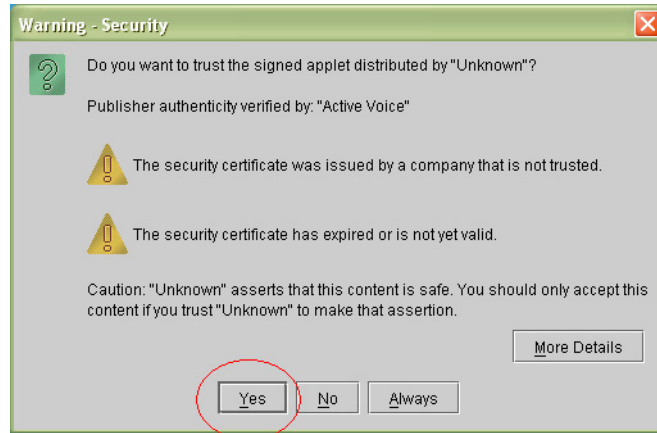 Warning - Security
Do you want to trust the signed applet distributed by "Unknown"?
Publisher authenticity verified by: "Active Voice"
The security certificate was issued by a company that is not trusted.
The security certificate has expired or is not yet valid.
Caution: "Unknown" asserts that this content is safe. You should only accept this
content if you trust "Unknown" to make that assertion.
More Details
Yes No Always